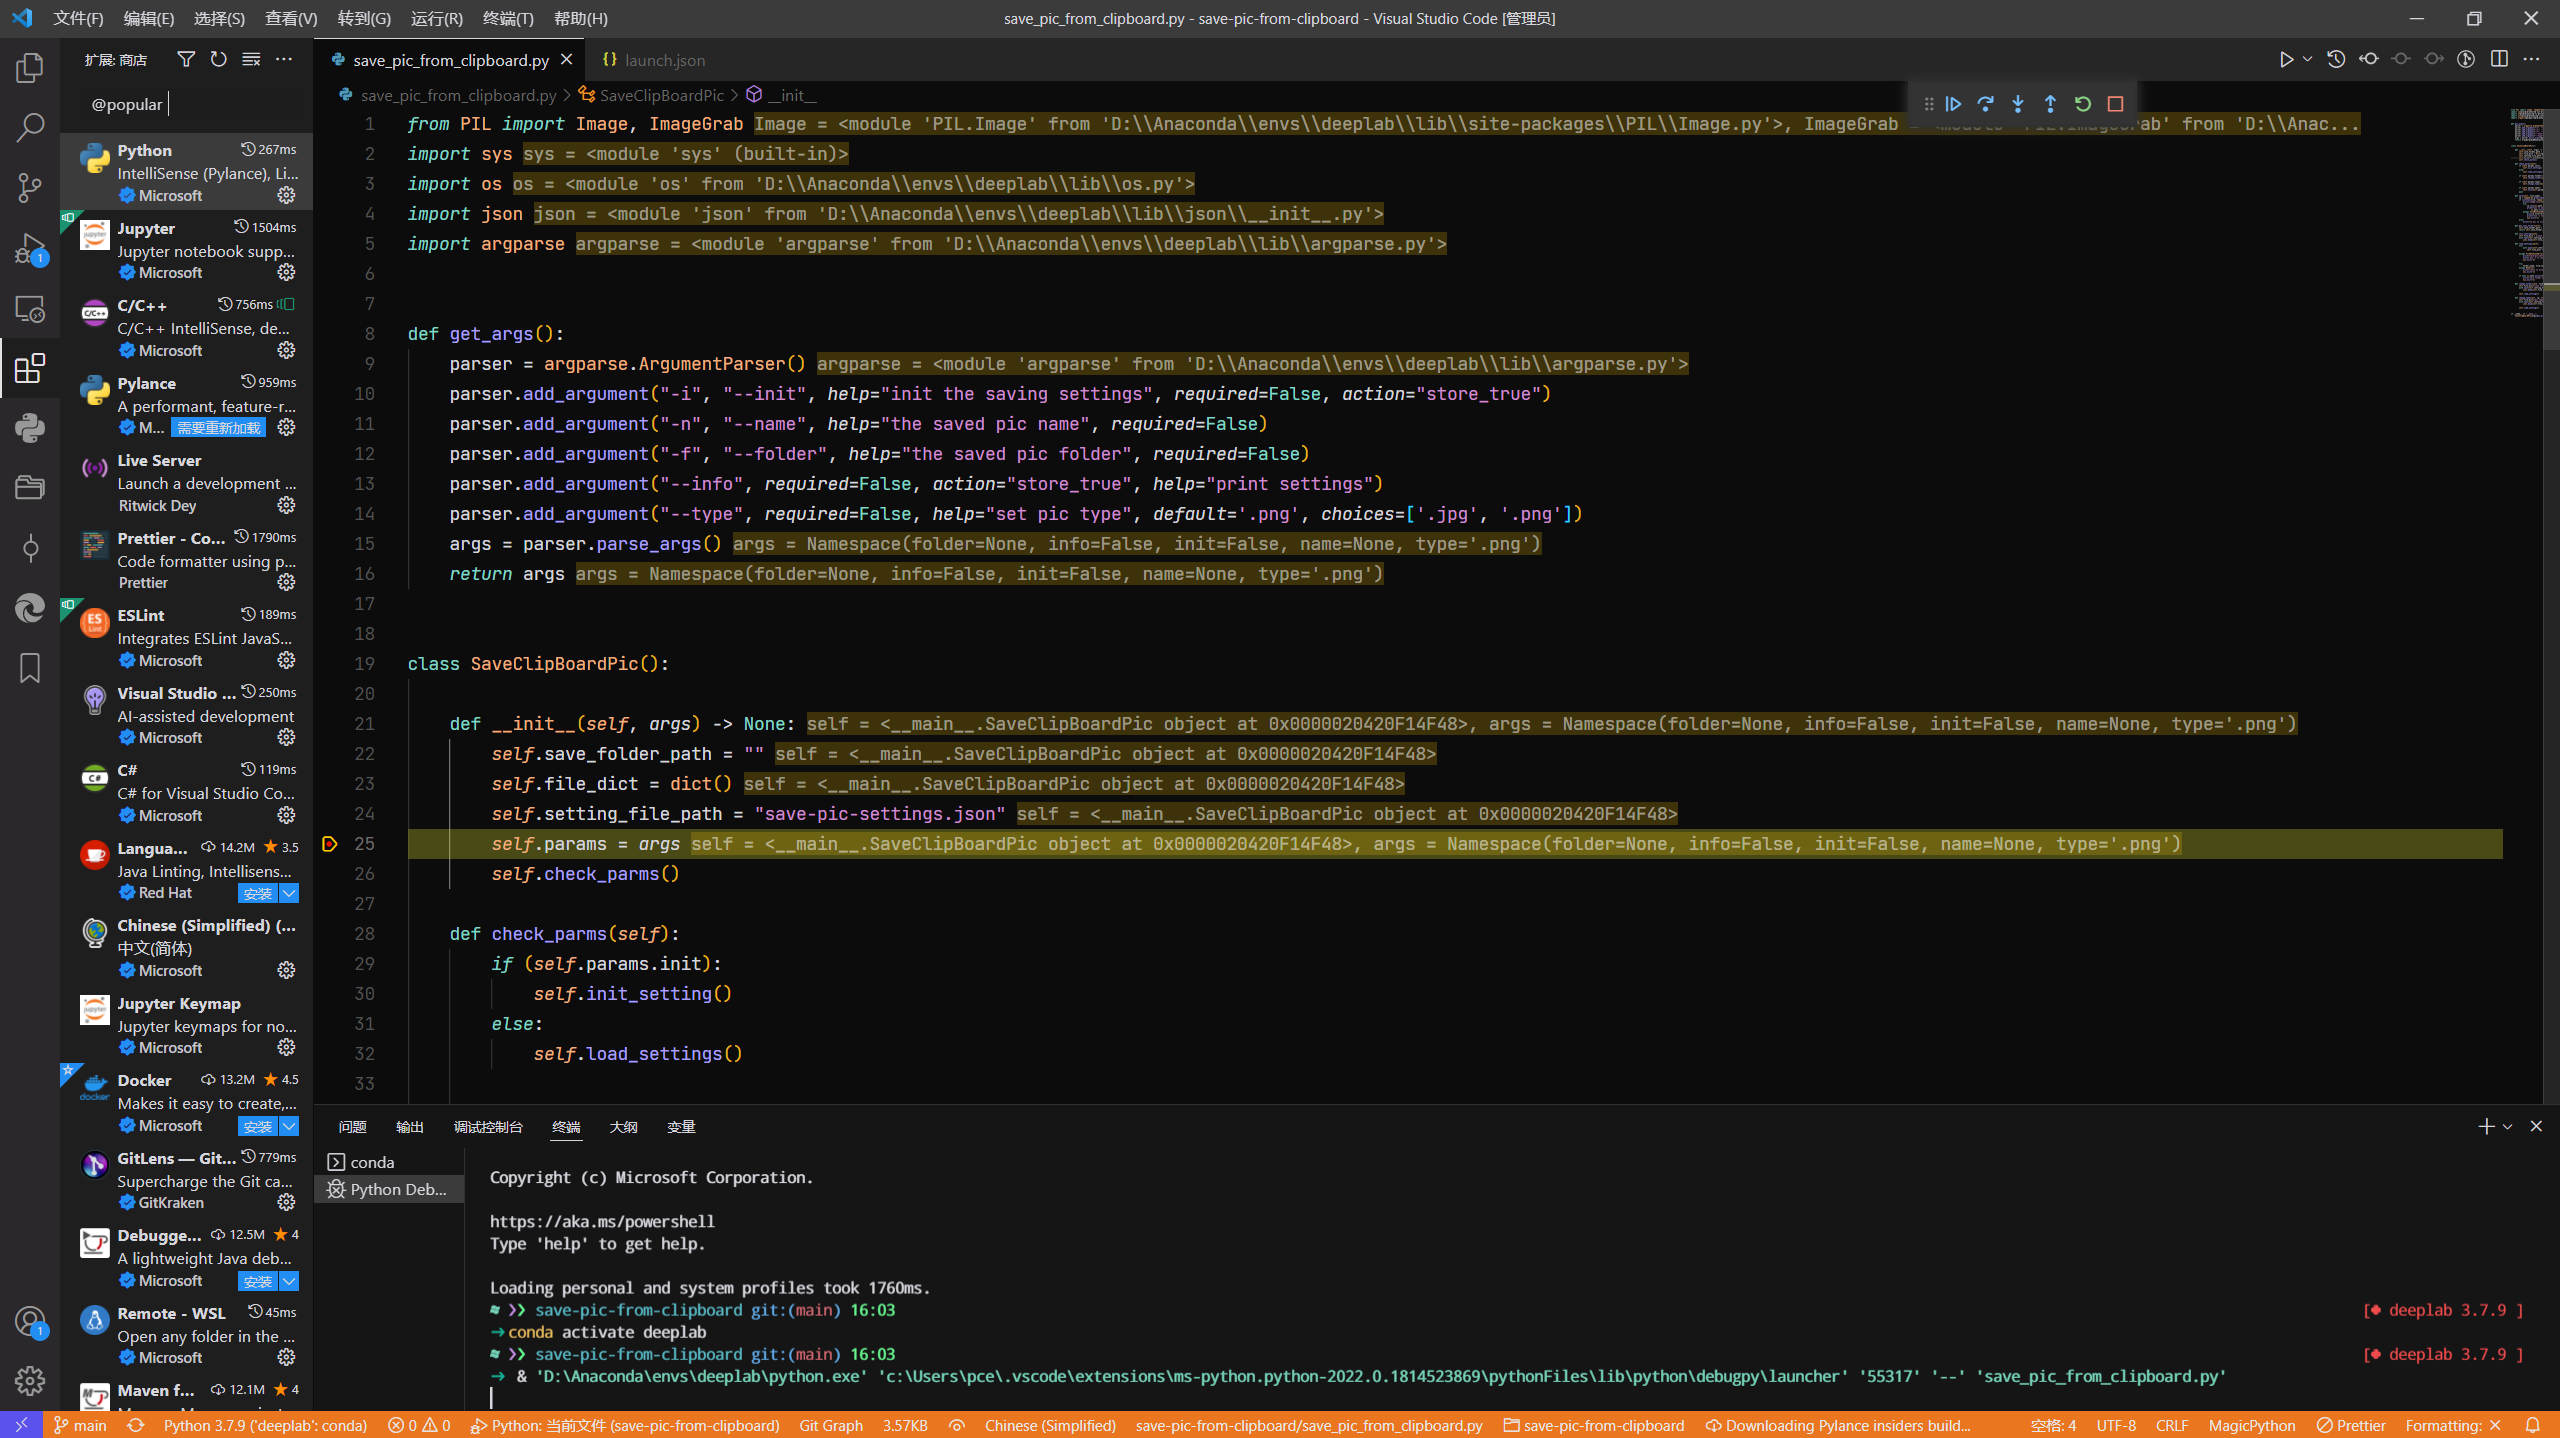 文件(F) 编辑(E) 选择(S) 查看(V) 转到(G) 运行(R) 终端(T) 帮助(H)
save_pic_from_clipboard.py - save-pic-from-clipboard - Visual Studio Code [管理员]
扩展: 商店
@popular
Python 267ms
IntelliSense (Pylance), Li...
Microsoft
Jupyter 1504ms
Jupyter notebook supp...
Microsoft
C/C++ 756ms
C/C++ IntelliSense, de...
Microsoft
Pylance 959ms
A performant, feature-r...
M... 需要重新加载
Live Server
Launch a development ...
Ritwick Dey
Prettier - Co... 1790ms
Code formatter using p...
Prettier
ESLint 189ms
Integrates ESLint JavaS...
Microsoft
Visual Studio ... 250ms
AI-assisted development
Microsoft
C# 119ms
C# for Visual Studio Co...
Microsoft
Langua... 14.2M 3.5
Java Linting, Intellisens...
Red Hat 安装
Chinese (Simplified) (...
中文(简体)
Microsoft
Jupyter Keymap
Jupyter keymaps for no...
Microsoft
Docker 13.2M 4.5
Makes it easy to create,...
Microsoft 安装
GitLens — Git... 779ms
Supercharge the Git ca...
GitKraken
Debugge... 12.5M 4
A lightweight Java deb...
Microsoft 安装
Remote - WSL 45ms
Open any folder in the ...
Microsoft
Maven f... 12.1M 4
save_pic_from_clipboard.py launch.json
save_pic_from_clipboard.py > SaveClipBoardPic > __init__
1 from PIL import Image, ImageGrab Image = <module 'PIL.Image' from 'D:\\Anaconda\\envs\\deeplab\\lib\\site-packages\\PIL\\Image.py'>, ImageGrab = <module 'PIL.ImageGrab' from 'D:\\Anac...
2 import sys sys = <module 'sys' (built-in)>
3 import os os = <module 'os' from 'D:\\Anaconda\\envs\\deeplab\\lib\\os.py'>
4 import json json = <module 'json' from 'D:\\Anaconda\\envs\\deeplab\\lib\\json\\__init__.py'>
5 import argparse argparse = <module 'argparse' from 'D:\\Anaconda\\envs\\deeplab\\lib\\argparse.py'>
6
7
8 def get_args():
9 parser = argparse.ArgumentParser() argparse = <module 'argparse' from 'D:\\Anaconda\\envs\\deeplab\\lib\\argparse.py'>
10 parser.add_argument("-i", "--init", help="init the saving settings", required=False, action="store_true")
11 parser.add_argument("-n", "--name", help="the saved pic name", required=False)
12 parser.add_argument("-f", "--folder", help="the saved pic folder", required=False)
13 parser.add_argument("--info", required=False, action="store_true", help="print settings")
14 parser.add_argument("--type", required=False, help="set pic type", default='.png', choices=['.jpg', '.png'])
15 args = parser.parse_args() args = Namespace(folder=None, info=False, init=False, name=None, type='.png')
16 return args args = Namespace(folder=None, info=False, init=False, name=None, type='.png')
17
18
19 class SaveClipBoardPic():
20
21 def __init__(self, args) -> None: self = <__main__.SaveClipBoardPic object at 0x0000020420F14F48>, args = Namespace(folder=None, info=False, init=False, name=None, type='.png')
22 self.save_folder_path = "" self = <__main__.SaveClipBoardPic object at 0x0000020420F14F48>
23 self.file_dict = dict() self = <__main__.SaveClipBoardPic object at 0x0000020420F14F48>
24 self.setting_file_path = "save-pic-settings.json" self = <__main__.SaveClipBoardPic object at 0x0000020420F14F48>
25 self.params = args self = <__main__.SaveClipBoardPic object at 0x0000020420F14F48>, args = Namespace(folder=None, info=False, init=False, name=None, type='.png')
26 self.check_parms()
27
28 def check_parms(self):
29 if (self.params.init):
30 self.init_setting()
31 else:
32 self.load_settings()
33
问题 输出 调试控制台 终端 大纲 变量
conda
Python Deb...
Copyright (c) Microsoft Corporation.
https://aka.ms/powershell
Type 'help' to get help.
Loading personal and system profiles took 1760ms.
❯❯ save-pic-from-clipboard git:(main) 16:03 [ deeplab 3.7.9 ]
→ conda activate deeplab
❯❯ save-pic-from-clipboard git:(main) 16:03 [ deeplab 3.7.9 ]
→ & 'D:\Anaconda\envs\deeplab\python.exe' 'c:\Users\pce\.vscode\extensions\ms-python.python-2022.0.1814523869\pythonFiles\lib\python\debugpy\launcher' '55317' '--' 'save_pic_from_clipboard.py'
main Python 3.7.9 ('deeplab': conda) 0 0 Python: 当前文件 (save-pic-from-clipboard) Git Graph 3.57KB Chinese (Simplified) save-pic-from-clipboard/save_pic_from_clipboard.py save-pic-from-clipboard Downloading Pylance insiders build... 空格: 4 UTF-8 CRLF MagicPython Prettier Formatting: ✕